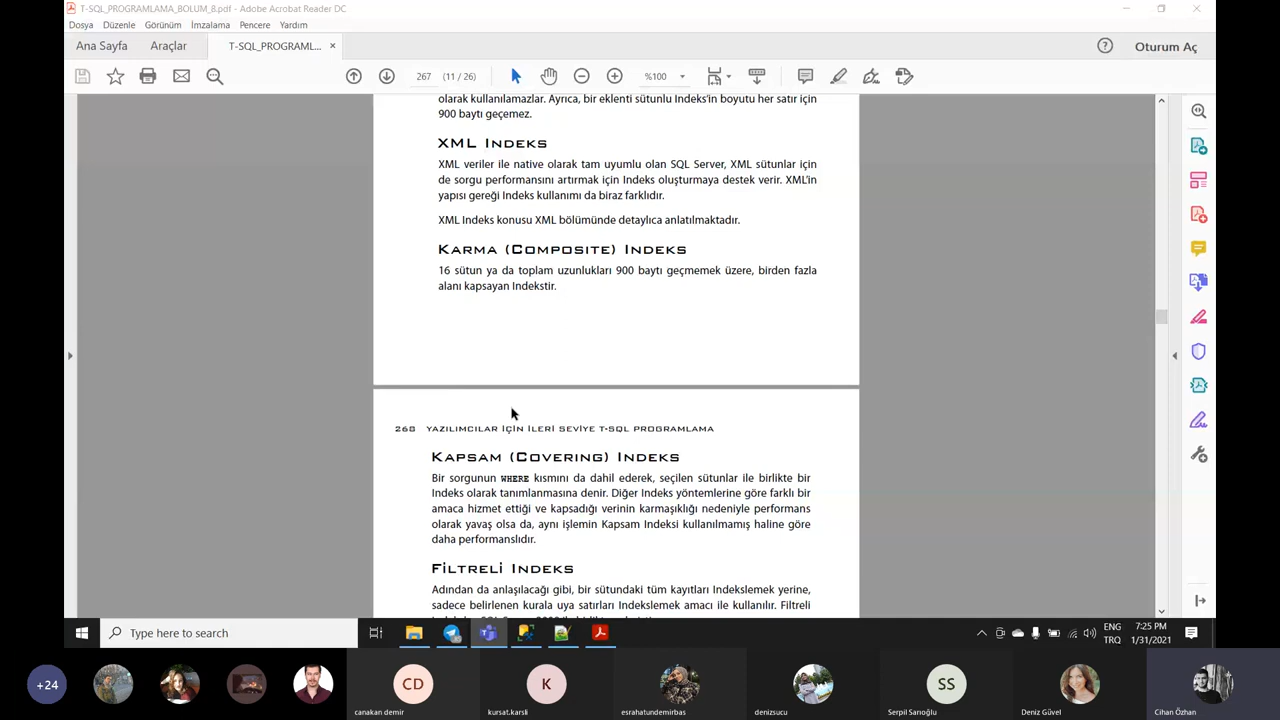 T-SQL_PROGRAMLAMA_BOLUM_8.pdf - Adobe Acrobat Reader DC
Dosya Düzenle Görünüm İmzalama Pencere Yardım
Ana Sayfa Araçlar T-SQL_PROGRAML... × Oturum Aç
267 (11 / 26) %100
olarak kullanılamazlar. Ayrıca, bir eklenti sütunlu Indeks'in boyutu her satır için
900 baytı geçemez.
XML Indeks
XML veriler ile native olarak tam uyumlu olan SQL Server, XML sütunlar için
de sorgu performansını artırmak için Indeks oluşturmaya destek verir. XML'in
yapısı gereği Indeks kullanımı da biraz farklıdır.
XML Indeks konusu XML bölümünde detaylıca anlatılmaktadır.
Karma (Composite) Indeks
16 sütun ya da toplam uzunlukları 900 baytı geçmemek üzere, birden fazla
alanı kapsayan Indekstir.
268 YAZILIMCILAR İÇİN İLERİ SEVİYE T-SQL PROGRAMLAMA
Kapsam (Covering) Indeks
Bir sorgunun WHERE kısmını da dahil ederek, seçilen sütunlar ile birlikte bir
Indeks olarak tanımlanmasına denir. Diğer Indeks yöntemlerine göre farklı bir
amaca hizmet ettiği ve kapsadığı verinin karmaşıklığı nedeniyle performans
olarak yavaş olsa da, aynı işlemin Kapsam Indeksi kullanılmamış haline göre
daha performanslıdır.
Filtreli Indeks
Adından da anlaşılacağı gibi, bir sütundaki tüm kayıtları Indekslemek yerine,
sadece belirlenen kurala uya satırları Indekslemek amacı ile kullanılır. Filtreli
Type here to search
ENG 7:25 PM
TRQ 1/31/2021
+24 CD K SS
canakan demir kursat.karsli esrahatundemirbas denizsucu Serpil Sarıoğlu Deniz Güvel Cihan Özhan